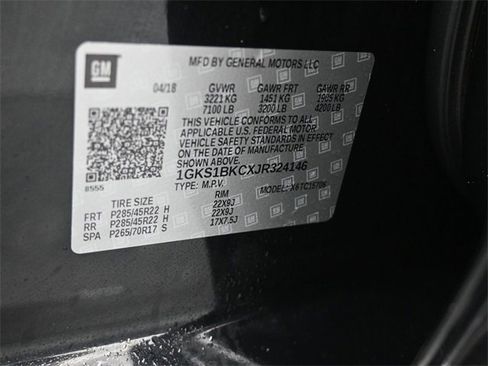 GM
MFD BY GENERAL MOTORS LLC
04/18 GVWR GAWR FRT GAWR RR
3221 KG 1451 KG 1905 KG
7100 LB 3200 LB 4200 LB
THIS VEHICLE CONFORMS TO ALL
APPLICABLE U.S. FEDERAL MOTOR
VEHICLE SAFETY STANDARDS IN
EFFECT ON THE DATE OF
MANUFACTURE SHOWN ABOVE.
8555
1GKS1BKCXJR324146
TYPE: M.P.V. MODEL:
TIRE SIZE RIM
FRT P285/45R22 H 22X9J
RR P285/45R22 H 22X9J
SPA P265/70R17 S 17X7.5J